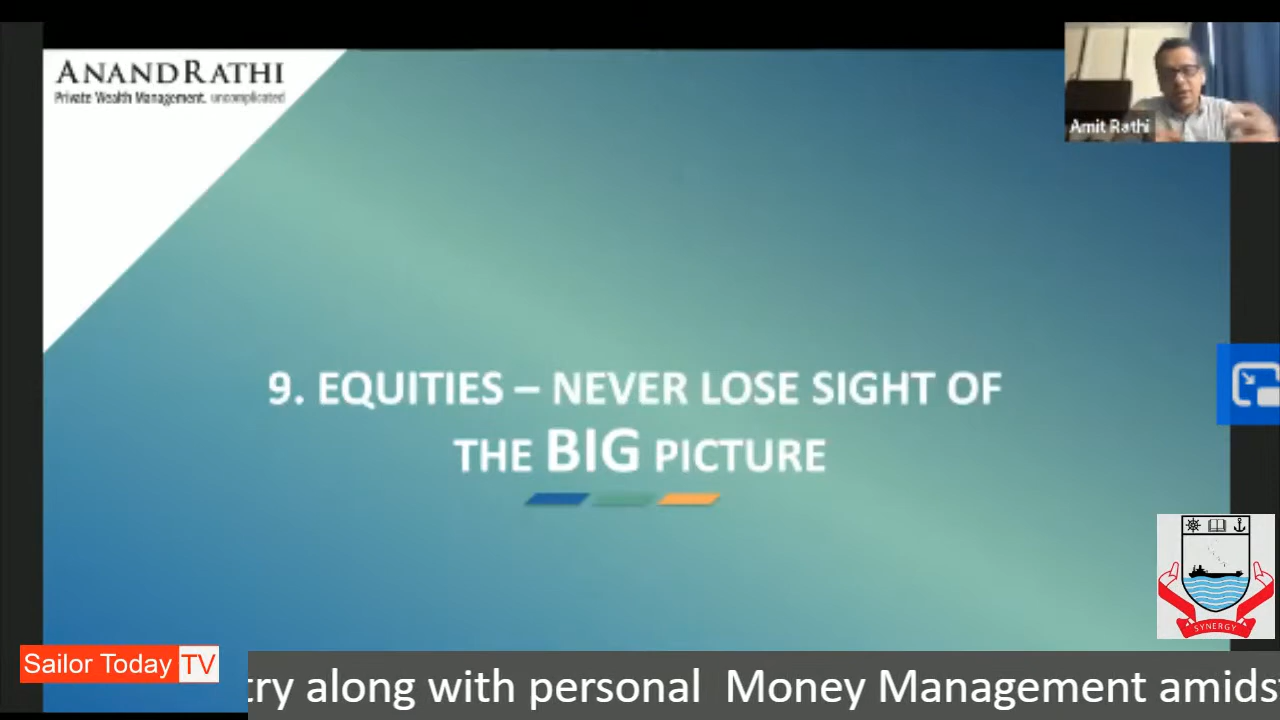 ANANDRATHI
Private Wealth Management. uncomplicated
Amit Rathi
9. EQUITIES – NEVER LOSE SIGHT OF
THE BIG PICTURE
SYNERGY
Sailor Today TV
try along with personal Money Management amidst